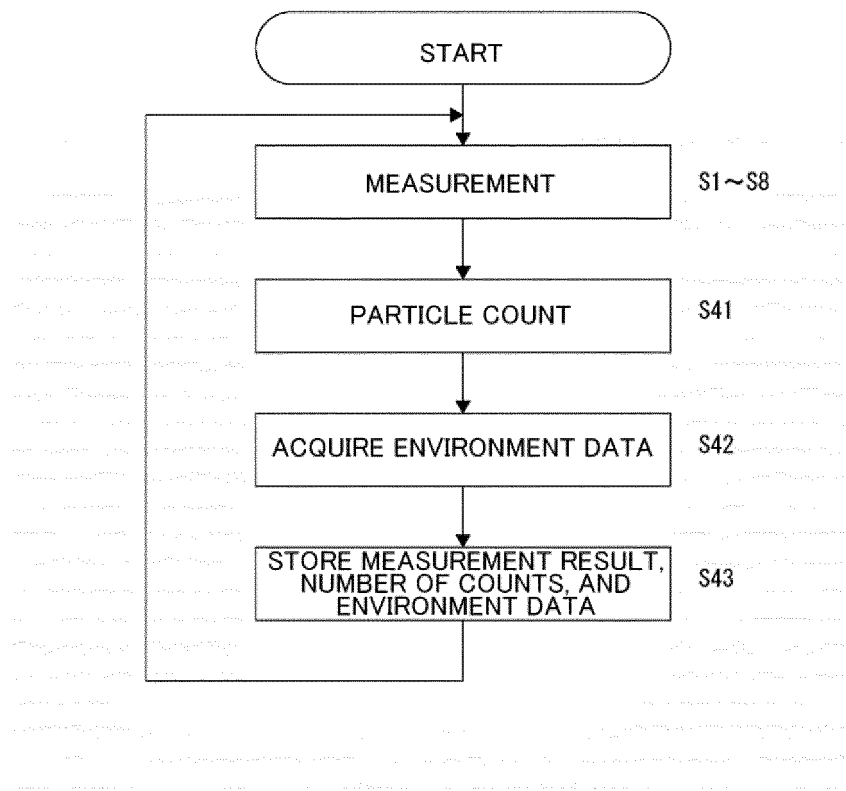 START
MEASUREMENT
S1～S8
PARTICLE COUNT
S41
ACQUIRE ENVIRONMENT DATA
S42
STORE MEASUREMENT RESULT,
NUMBER OF COUNTS, AND
ENVIRONMENT DATA
S43